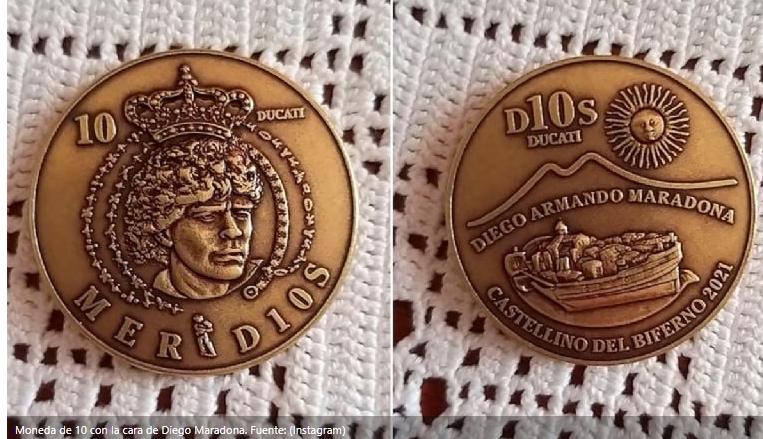 10
DUCATI
MERID10S
D10S
DUCATI
DIEGO ARMANDO MARADONA
CASTELLINO DEL BIFERNO 2021
Moneda de 10 con la cara de Diego Maradona. Fuente: (Instagram)